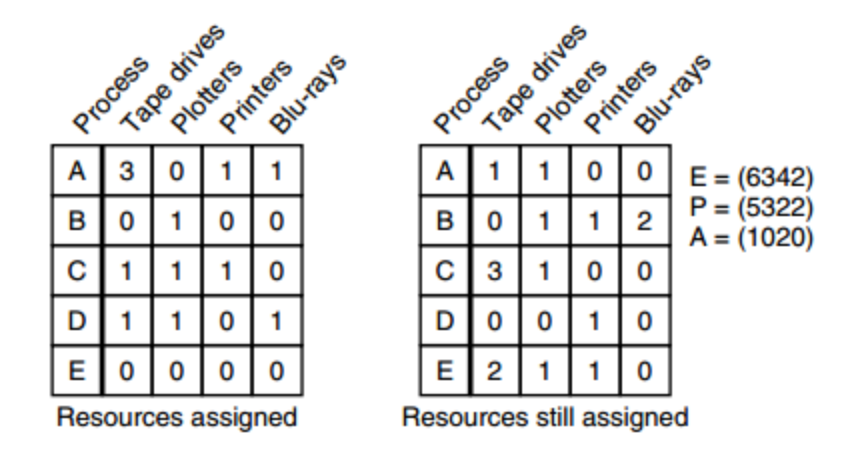 Process Tape drives Plotters Printers Blu-rays
A 3 0 1 1
B 0 1 0 0
C 1 1 1 0
D 1 1 0 1
E 0 0 0 0
Resources assigned
Process Tape drives Plotters Printers Blu-rays
A 1 1 0 0
B 0 1 1 2
C 3 1 0 0
D 0 0 1 0
E 2 1 1 0
Resources still assigned
E = (6342)
P = (5322)
A = (1020)